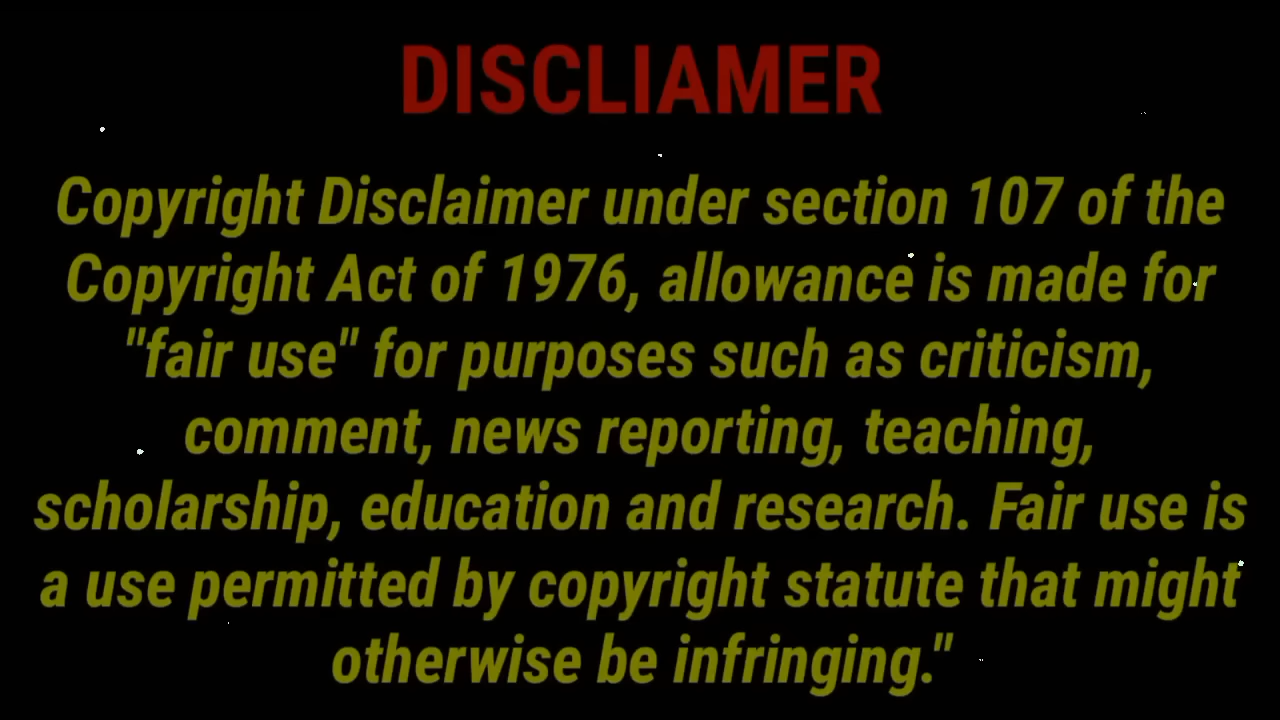 DISCLIAMER
Copyright Disclaimer under section 107 of the
Copyright Act of 1976, allowance is made for
"fair use" for purposes such as criticism,
comment, news reporting, teaching,
scholarship, education and research. Fair use is
a use permitted by copyright statute that might
otherwise be infringing."